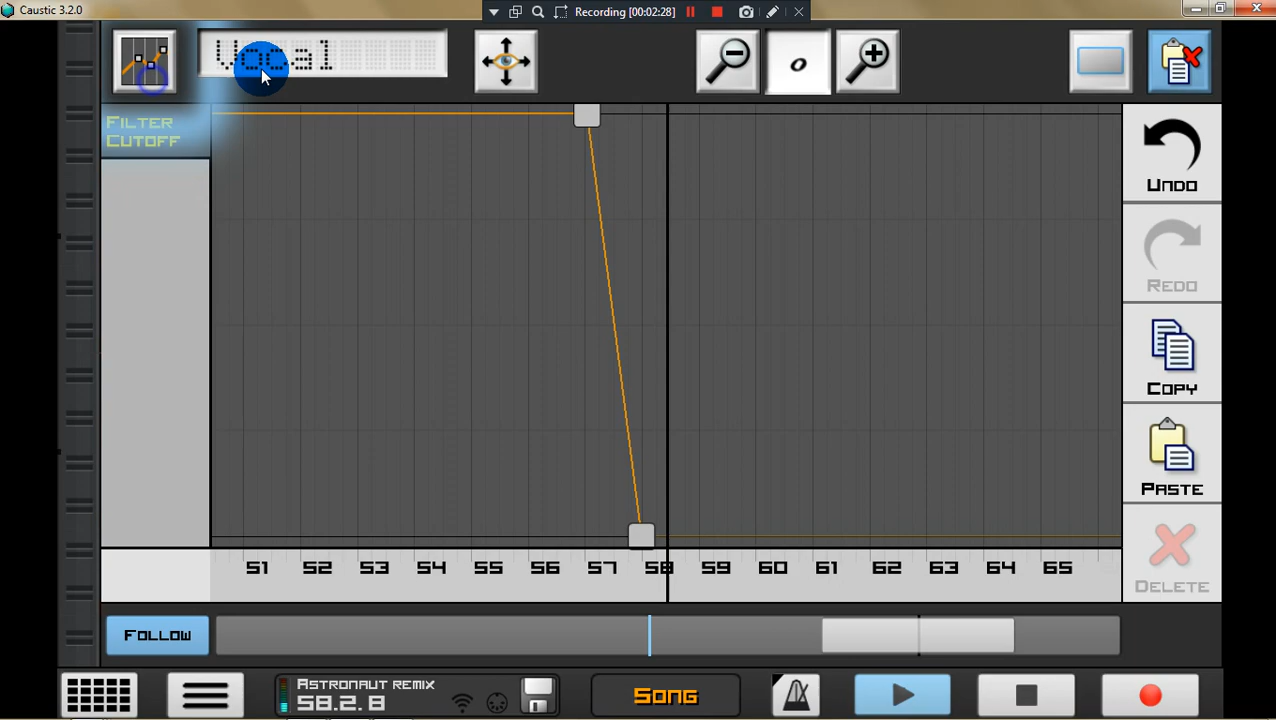 Caustic 3.2.0
Recording [00:02:28]
Vocal
Filter
Cutoff
Undo
Redo
Copy
Paste
Delete
51 52 53 54 55 56 57 58 59 60 61 62 63 64 65
Follow
Astronaut remix
58.2.8
Song